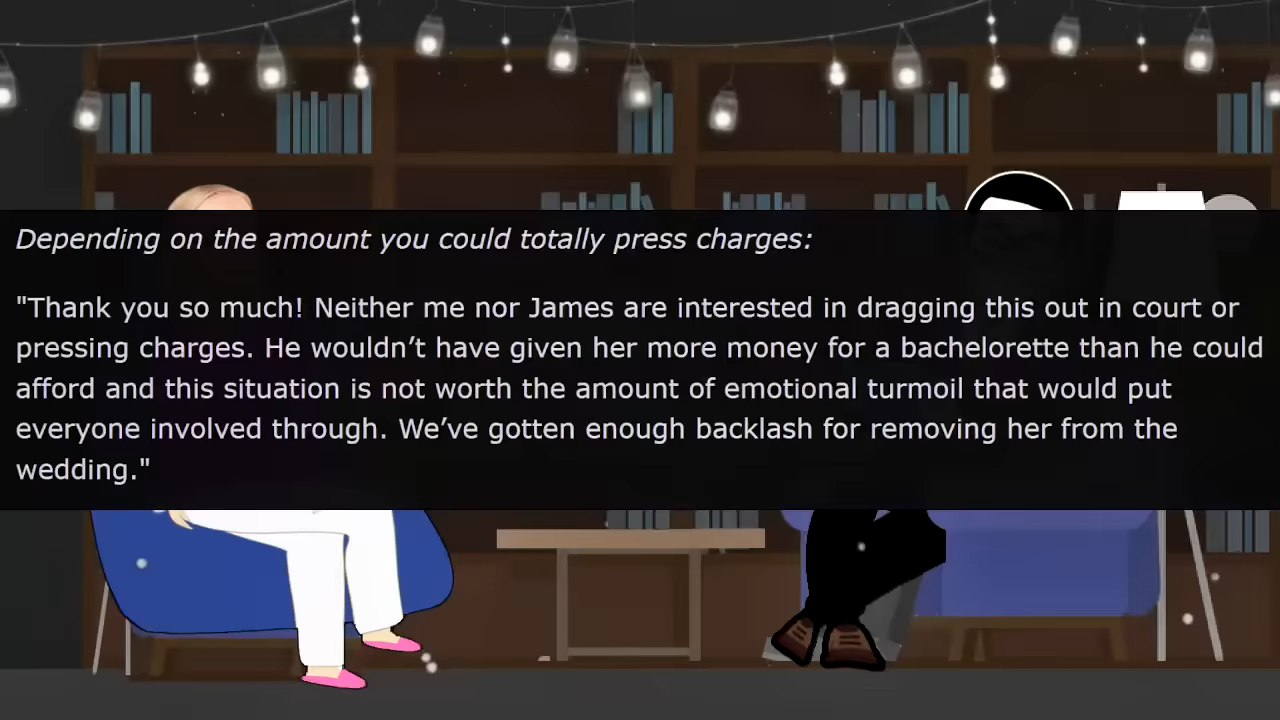 Depending on the amount you could totally press charges:
"Thank you so much! Neither me nor James are interested in dragging this out in court or
pressing charges. He wouldn’t have given her more money for a bachelorette than he could
afford and this situation is not worth the amount of emotional turmoil that would put
everyone involved through. We’ve gotten enough backlash for removing her from the
wedding."